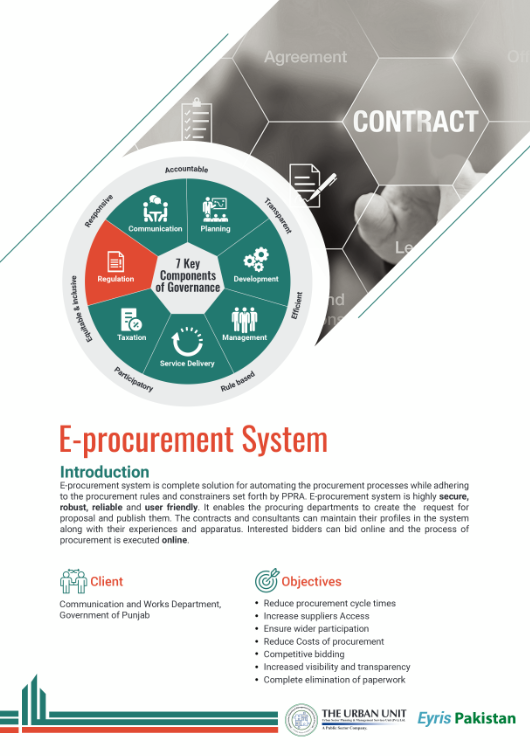 Agreement
CONTRACT
Accountable
Responsive
Transparent
Communication
Planning
7 Key
Components
of Governance
Regulation
Development
Equitable & Inclusive
Efficient
Taxation
Management
Service Delivery
Participatory
Rule based
E-procurement System
Introduction
E-procurement system is complete solution for automating the procurement processes while adhering
to the procurement rules and constrainers set forth by PPRA. E-procurement system is highly secure,
robust, reliable and user friendly. It enables the procuring departments to create the request for
proposal and publish them. The contracts and consultants can maintain their profiles in the system
along with their experiences and apparatus. Interested bidders can bid online and the process of
procurement is executed online.
Client
Communication and Works Department,
Government of Punjab
Objectives
• Reduce procurement cycle times
• Increase suppliers Access
• Ensure wider participation
• Reduce Costs of procurement
• Competitive bidding
• Increased visibility and transparency
• Complete elimination of paperwork
THE URBAN UNIT
A Public Sector Company
Eyris Pakistan